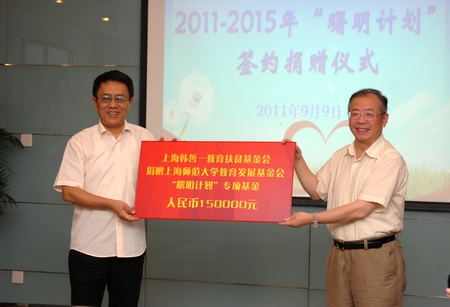 2011-2015年“曙明计划”
签约捐赠仪式
2011年9月9日
上海韩哲一教育扶贫基金会
捐赠上海师范大学教育发展基金会
“曙明计划”专项基金
人民币150000元